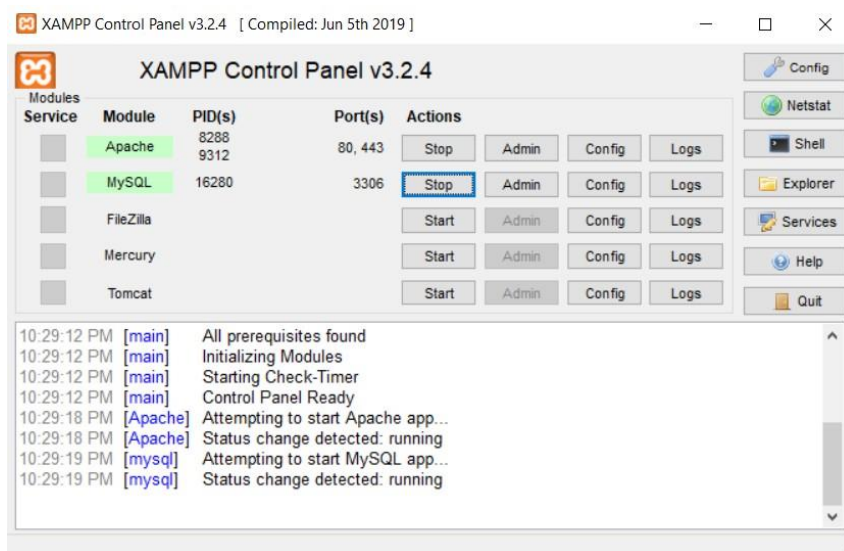 XAMPP Control Panel v3.2.4 [ Compiled: Jun 5th 2019 ]
XAMPP Control Panel v3.2.4
Config
Modules
Service Module PID(s) Port(s) Actions
Netstat
Apache 8288 9312 80, 443 Stop Admin Config Logs
Shell
MySQL 16280 3306 Stop Admin Config Logs
Explorer
FileZilla Start Admin Config Logs
Services
Mercury Start Admin Config Logs
Help
Tomcat Start Admin Config Logs
Quit
10:29:12 PM [main] All prerequisites found
10:29:12 PM [main] Initializing Modules
10:29:12 PM [main] Starting Check-Timer
10:29:12 PM [main] Control Panel Ready
10:29:18 PM [Apache] Attempting to start Apache app...
10:29:18 PM [Apache] Status change detected: running
10:29:19 PM [mysql] Attempting to start MySQL app...
10:29:19 PM [mysql] Status change detected: running